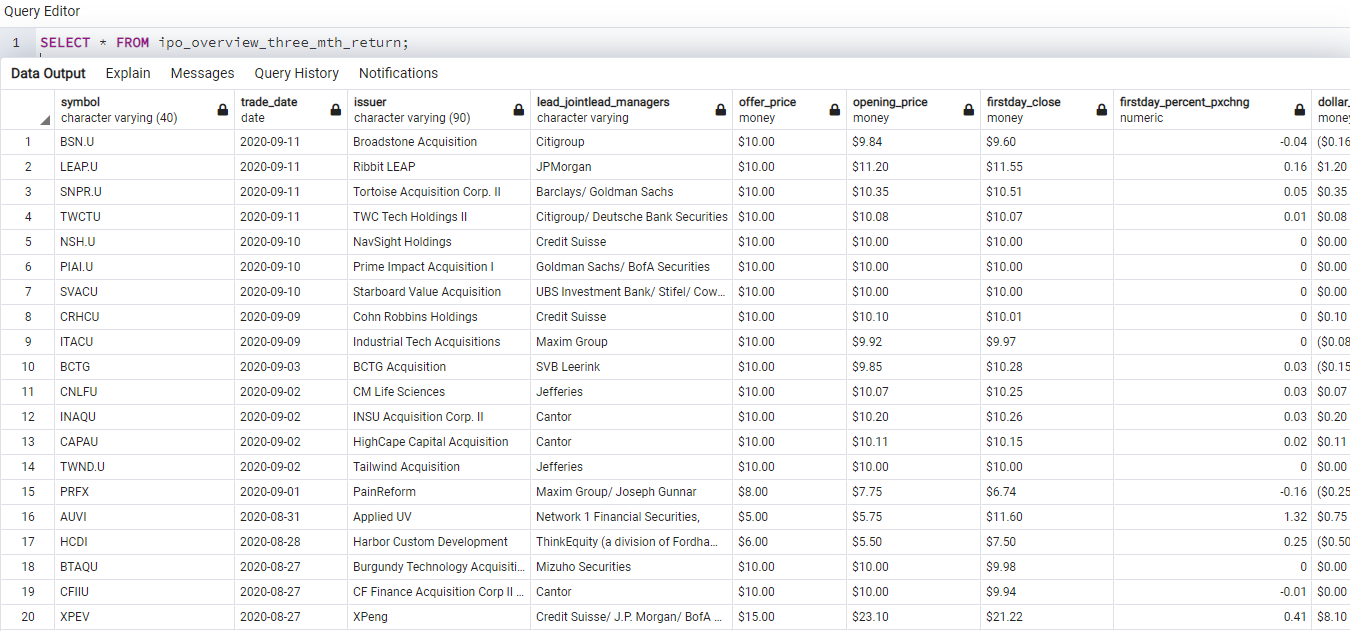 Query Editor
1 SELECT * FROM ipo_overview_three_mth_return;
Data Output Explain Messages Query History Notifications
symbol trade_date issuer lead_jointlead_managers offer_price opening_price firstday_close firstday_percent_pxchng dollar_
character varying (40) date character varying (90) character varying money money money numeric money
1 BSN.U 2020-09-11 Broadstone Acquisition Citigroup $10.00 $9.84 $9.60 -0.04 ($0.16
2 LEAP.U 2020-09-11 Ribbit LEAP JPMorgan $10.00 $11.20 $11.55 0.16 $1.20
3 SNPR.U 2020-09-11 Tortoise Acquisition Corp. II Barclays/ Goldman Sachs $10.00 $10.35 $10.51 0.05 $0.35
4 TWCTU 2020-09-11 TWC Tech Holdings II Citigroup/ Deutsche Bank Securities $10.00 $10.08 $10.07 0.01 $0.08
5 NSH.U 2020-09-10 NavSight Holdings Credit Suisse $10.00 $10.00 $10.00 0 $0.00
6 PIAI.U 2020-09-10 Prime Impact Acquisition I Goldman Sachs/ BofA Securities $10.00 $10.00 $10.00 0 $0.00
7 SVACU 2020-09-10 Starboard Value Acquisition UBS Investment Bank/ Stifel/ Cow... $10.00 $10.00 $10.00 0 $0.00
8 CRHCU 2020-09-09 Cohn Robbins Holdings Credit Suisse $10.00 $10.10 $10.01 0 $0.10
9 ITACU 2020-09-09 Industrial Tech Acquisitions Maxim Group $10.00 $9.92 $9.97 0 ($0.08
10 BCTG 2020-09-03 BCTG Acquisition SVB Leerink $10.00 $9.85 $10.28 0.03 ($0.15
11 CNLFU 2020-09-02 CM Life Sciences Jefferies $10.00 $10.07 $10.25 0.03 $0.07
12 INAQU 2020-09-02 INSU Acquisition Corp. II Cantor $10.00 $10.20 $10.26 0.03 $0.20
13 CAPAU 2020-09-02 HighCape Capital Acquisition Cantor $10.00 $10.11 $10.15 0.02 $0.11
14 TWND.U 2020-09-02 Tailwind Acquisition Jefferies $10.00 $10.00 $10.00 0 $0.00
15 PRFX 2020-09-01 PainReform Maxim Group/ Joseph Gunnar $8.00 $7.75 $6.74 -0.16 ($0.25
16 AUVI 2020-08-31 Applied UV Network 1 Financial Securities, $5.00 $5.75 $11.60 1.32 $0.75
17 HCDI 2020-08-28 Harbor Custom Development ThinkEquity (a division of Fordha... $6.00 $5.50 $7.50 0.25 ($0.50
18 BTAQU 2020-08-27 Burgundy Technology Acquisiti... Mizuho Securities $10.00 $10.00 $9.98 0 $0.00
19 CFIIU 2020-08-27 CF Finance Acquisition Corp II ... Cantor $10.00 $10.00 $9.94 -0.01 $0.00
20 XPEV 2020-08-27 XPeng Credit Suisse/ J.P. Morgan/ BofA ... $15.00 $23.10 $21.22 0.41 $8.10